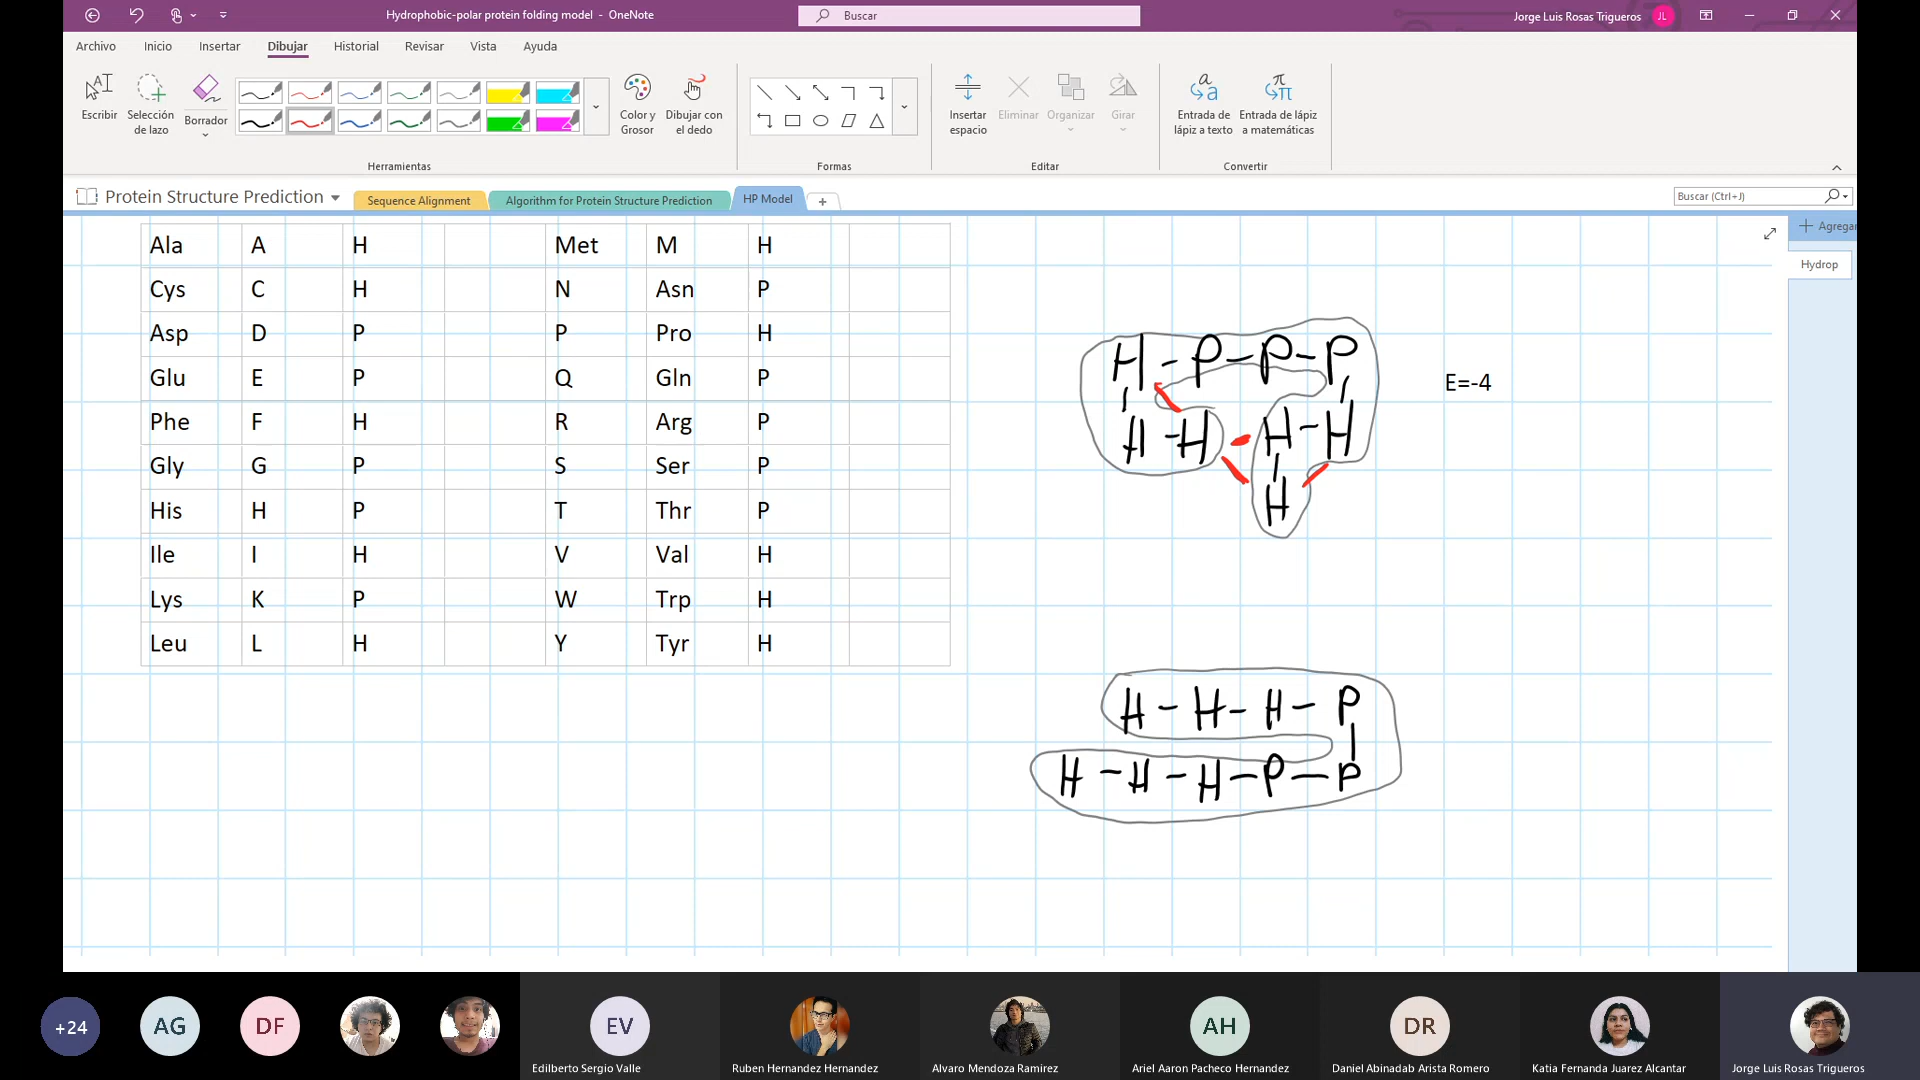 Hydrophobic-polar protein folding model - OneNote
Buscar
Jorge Luis Rosas Trigueros
JL
Archivo Inicio Insertar Dibujar Historial Revisar Vista Ayuda
Escribir
Selección de lazo
Borrador
Color y Grosor
Dibujar con el dedo
Insertar espacio
Eliminar
Organizar
Girar
Entrada de lápiz a texto
Entrada de lápiz a matemáticas
Herramientas
Formas
Editar
Convertir
Protein Structure Prediction
Sequence Alignment
Algorithm for Protein Structure Prediction
HP Model
Buscar (Ctrl+J)
Agregar
Hydrop
Ala A H Met M H
Cys C H N Asn P
Asp D P P Pro H
Glu E P Q Gln P
Phe F H R Arg P
Gly G P S Ser P
His H P T Thr P
Ile I H V Val H
Lys K P W Trp H
Leu L H Y Tyr H
H - P - P - P
H - H H - H
H
E=-4
H - H - H - P
H - H - H - P - P
+24
AG
DF
EV
AH
DR
Edilberto Sergio Valle
Ruben Hernandez Hernandez
Alvaro Mendoza Ramirez
Ariel Aaron Pacheco Hernandez
Daniel Abinadab Arista Romero
Katia Fernanda Juarez Alcantar
Jorge Luis Rosas Trigueros